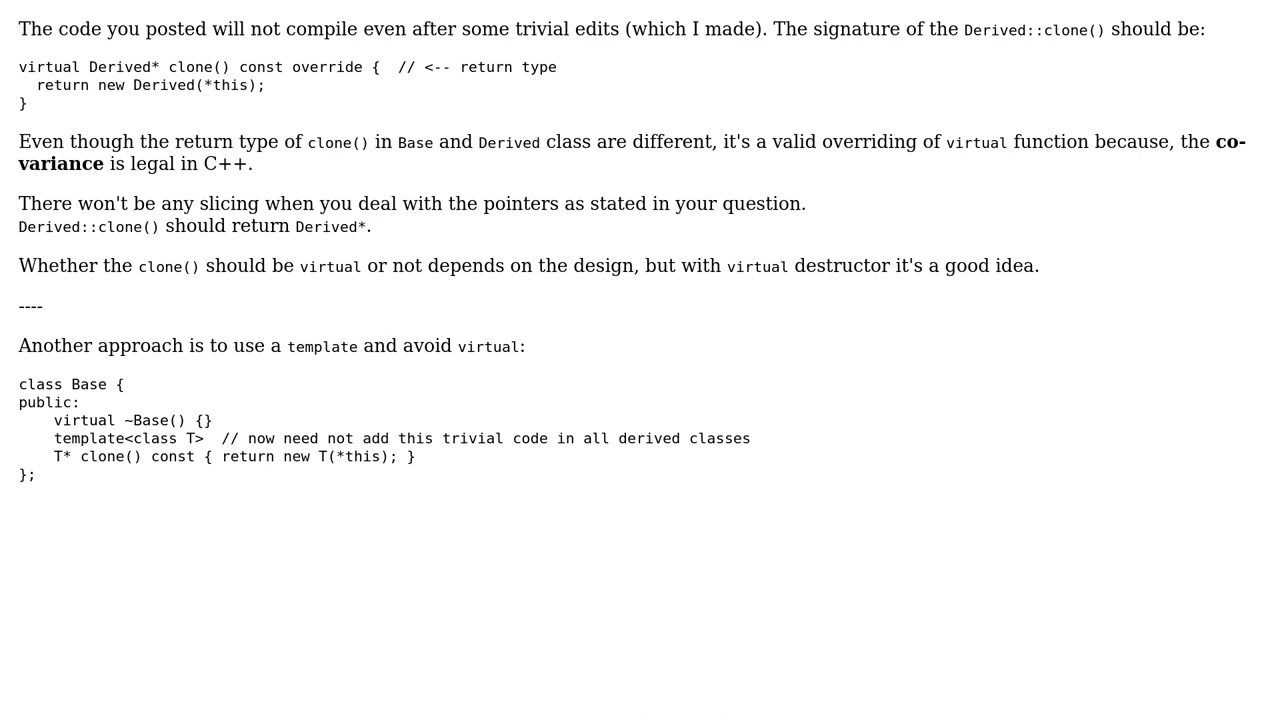 The code you posted will not compile even after some trivial edits (which I made). The signature of the Derived::clone() should be:
virtual Derived* clone() const override {  // <-- return type
  return new Derived(*this);
}
Even though the return type of clone() in Base and Derived class are different, it's a valid overriding of virtual function because, the co-
variance is legal in C++.
There won't be any slicing when you deal with the pointers as stated in your question.
Derived::clone() should return Derived*.
Whether the clone() should be virtual or not depends on the design, but with virtual destructor it's a good idea.
----
Another approach is to use a template and avoid virtual:
class Base {
public:
    virtual ~Base() {}
    template<class T>  // now need not add this trivial code in all derived classes
    T* clone() const { return new T(*this); }
};